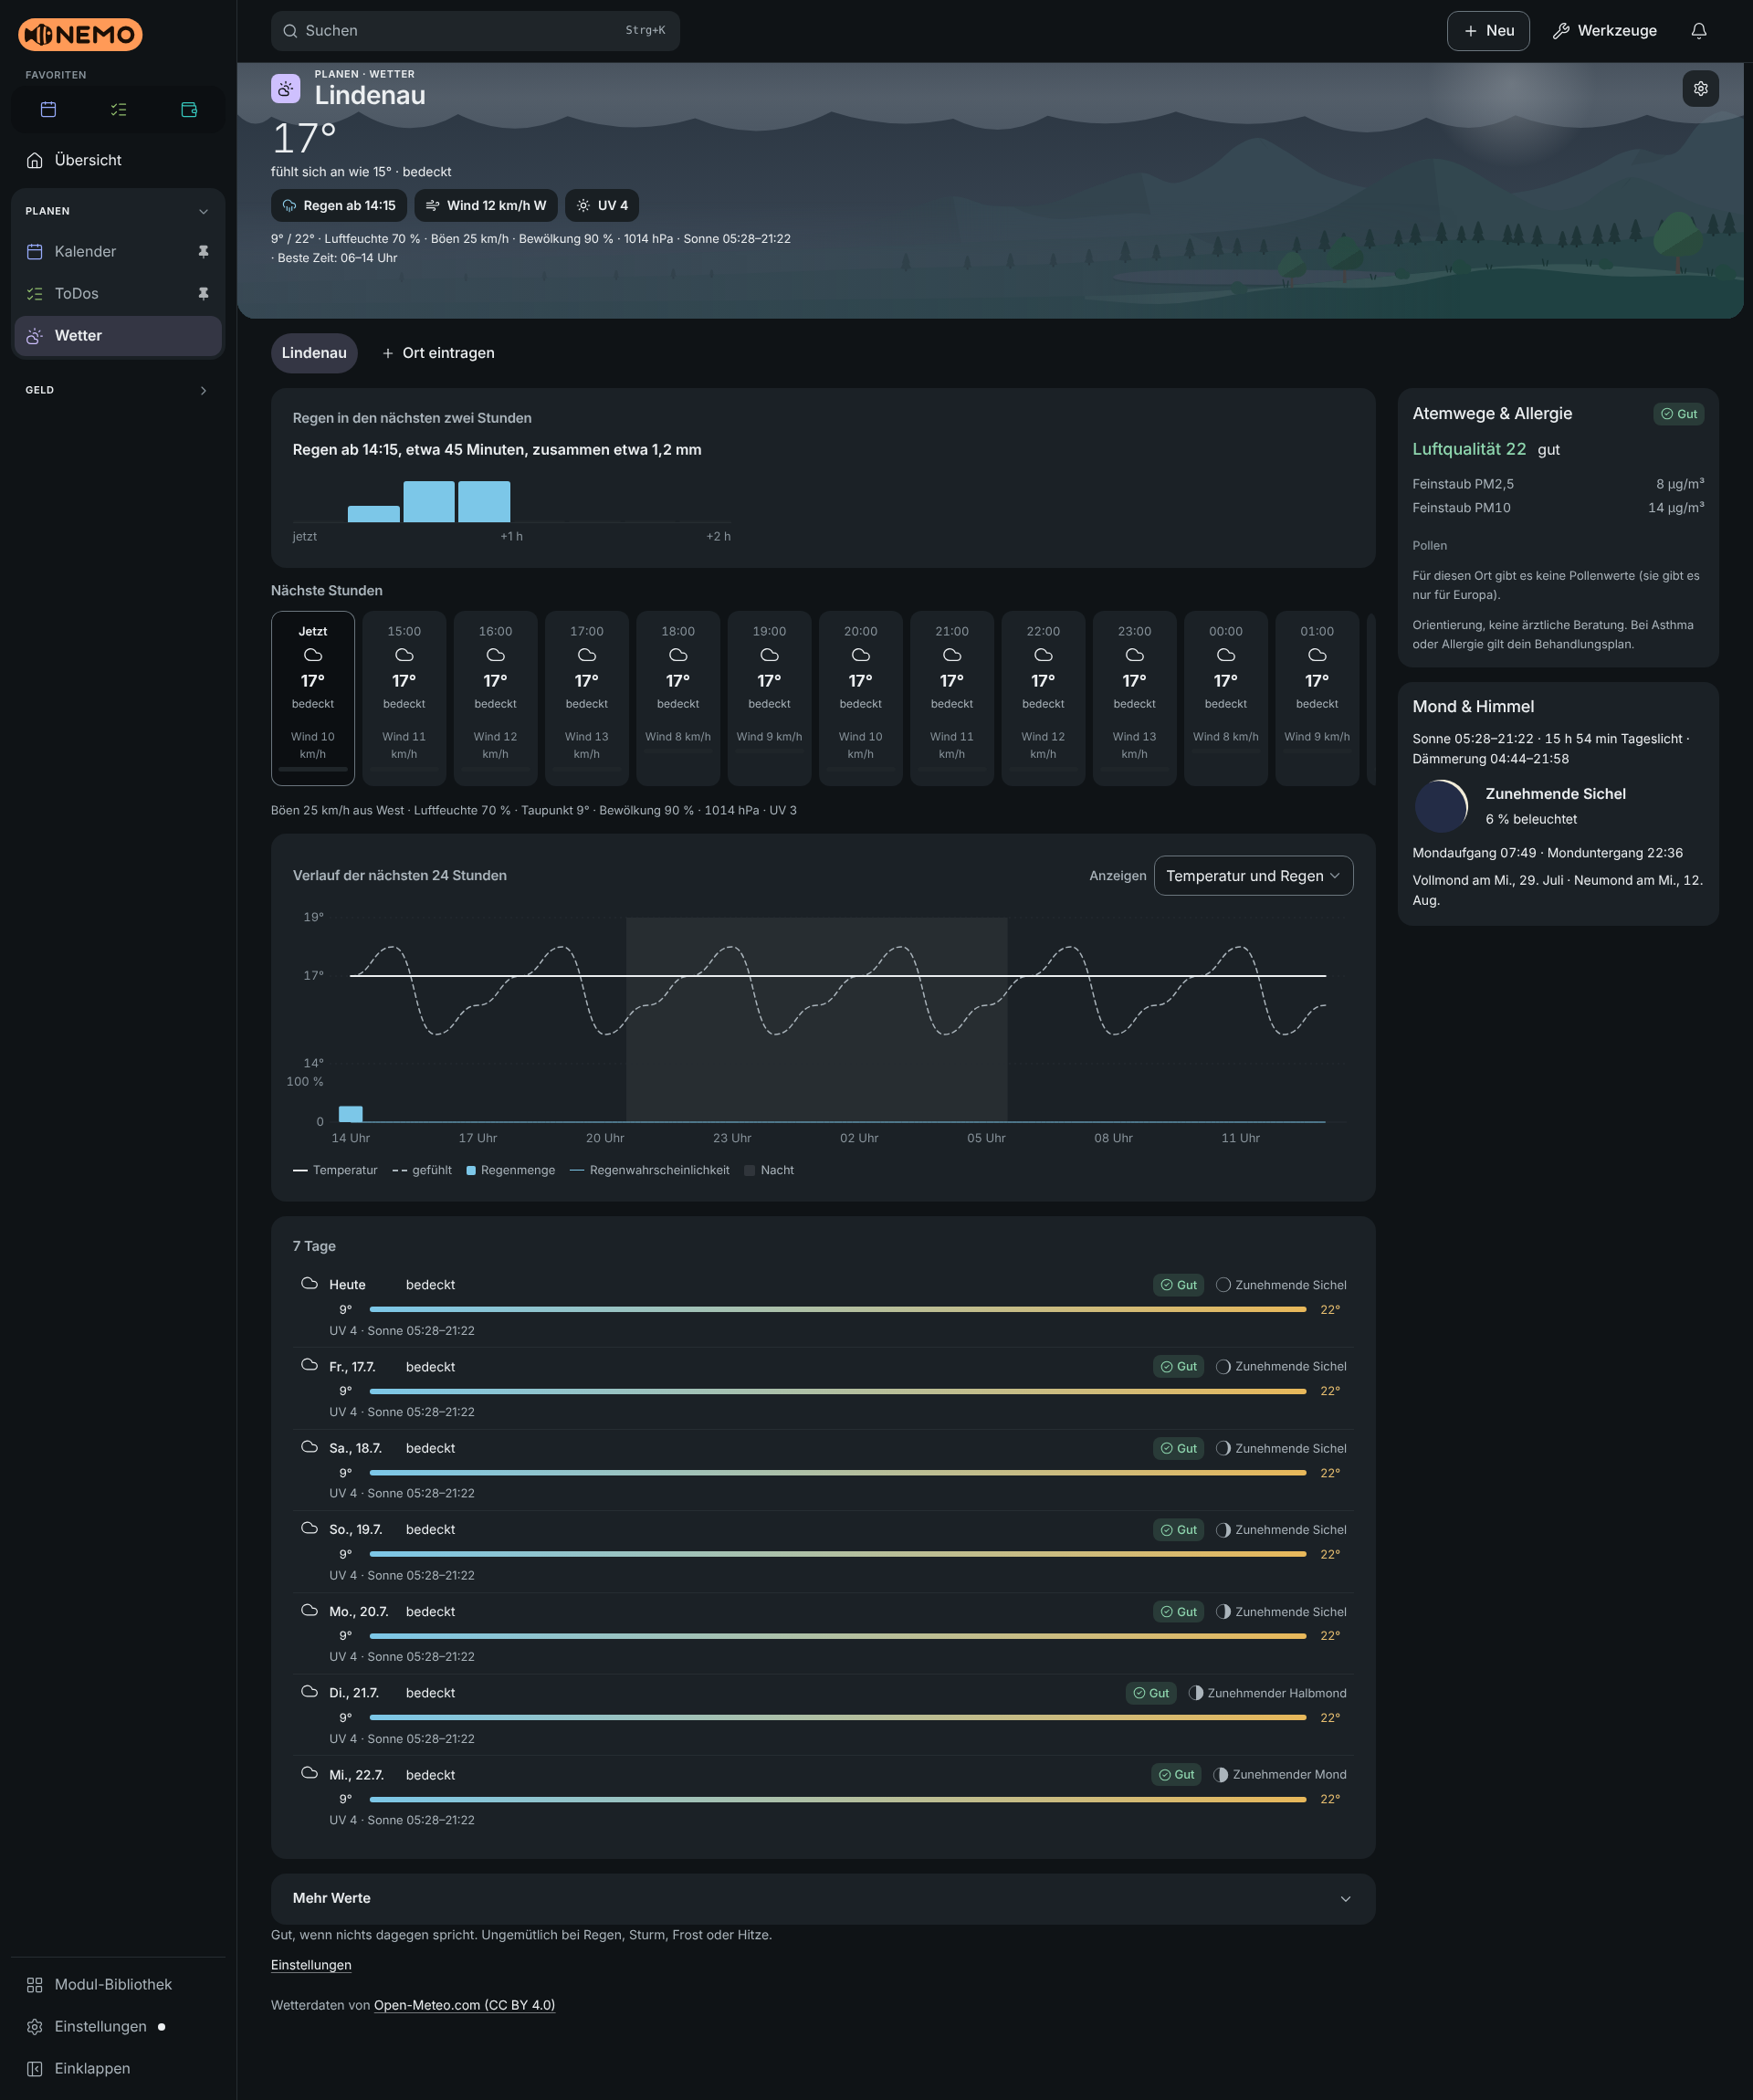 NEMO
FAVORITEN
Übersicht
PLANEN
Kalender
ToDos
Wetter
GELD
Modul-Bibliothek
Einstellungen
Einklappen
Suchen Strg+K
Neu
Werkzeuge
PLANEN · WETTER
Lindenau
17°
fühlt sich an wie 15° · bedeckt
Regen ab 14:15 Wind 12 km/h W UV 4
9° / 22° · Luftfeuchte 70 % · Böen 25 km/h · Bewölkung 90 % · 1014 hPa · Sonne 05:28–21:22
· Beste Zeit: 06–14 Uhr
Lindenau Ort eintragen
Regen in den nächsten zwei Stunden
Regen ab 14:15, etwa 45 Minuten, zusammen etwa 1,2 mm
jetzt +1 h +2 h
Nächste Stunden
Jetzt 15:00 16:00 17:00 18:00 19:00 20:00 21:00 22:00 23:00 00:00 01:00
17° 17° 17° 17° 17° 17° 17° 17° 17° 17° 17° 17°
bedeckt bedeckt bedeckt bedeckt bedeckt bedeckt bedeckt bedeckt bedeckt bedeckt bedeckt bedeckt
Wind 10 Wind 11 Wind 12 Wind 13 Wind 8 km/h Wind 9 km/h Wind 10 Wind 11 Wind 12 Wind 13 Wind 8 km/h Wind 9 km/h
km/h km/h km/h km/h km/h km/h km/h km/h
Böen 25 km/h aus West · Luftfeuchte 70 % · Taupunkt 9° · Bewölkung 90 % · 1014 hPa · UV 3
Verlauf der nächsten 24 Stunden
Anzeigen Temperatur und Regen
19°
17°
14°
100 %
0
14 Uhr 17 Uhr 20 Uhr 23 Uhr 02 Uhr 05 Uhr 08 Uhr 11 Uhr
Temperatur gefühlt Regenmenge Regenwahrscheinlichkeit Nacht
7 Tage
Heute bedeckt Gut Zunehmende Sichel
9° 22°
UV 4 · Sonne 05:28–21:22
Fr., 17.7. bedeckt Gut Zunehmende Sichel
9° 22°
UV 4 · Sonne 05:28–21:22
Sa., 18.7. bedeckt Gut Zunehmende Sichel
9° 22°
UV 4 · Sonne 05:28–21:22
So., 19.7. bedeckt Gut Zunehmende Sichel
9° 22°
UV 4 · Sonne 05:28–21:22
Mo., 20.7. bedeckt Gut Zunehmende Sichel
9° 22°
UV 4 · Sonne 05:28–21:22
Di., 21.7. bedeckt Gut Zunehmender Halbmond
9° 22°
UV 4 · Sonne 05:28–21:22
Mi., 22.7. bedeckt Gut Zunehmender Mond
9° 22°
UV 4 · Sonne 05:28–21:22
Mehr Werte
Gut, wenn nichts dagegen spricht. Ungemütlich bei Regen, Sturm, Frost oder Hitze.
Einstellungen
Wetterdaten von Open-Meteo.com (CC BY 4.0)
Atemwege & Allergie Gut
Luftqualität 22 gut
Feinstaub PM2,5 8 µg/m³
Feinstaub PM10 14 µg/m³
Pollen
Für diesen Ort gibt es keine Pollenwerte (sie gibt es
nur für Europa).
Orientierung, keine ärztliche Beratung. Bei Asthma
oder Allergie gilt dein Behandlungsplan.
Mond & Himmel
Sonne 05:28–21:22 · 15 h 54 min Tageslicht ·
Dämmerung 04:44–21:58
Zunehmende Sichel
6 % beleuchtet
Mondaufgang 07:49 · Monduntergang 22:36
Vollmond am Mi., 29. Juli · Neumond am Mi., 12.
Aug.